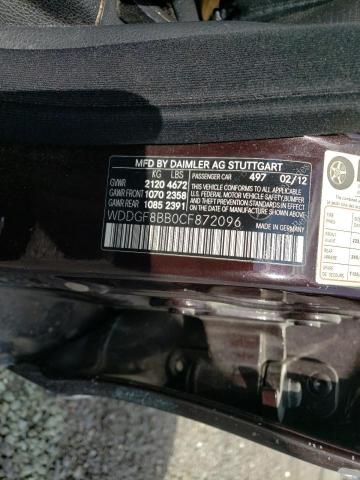 MFD BY DAIMLER AG STUTTGART
KG LBS PASSENGER CAR 497 02/12
GVWR 2120 4672
GAWR FRONT 1070 2358
GAWR REAR 1085 2391
THIS VEHICLE CONFORMS TO ALL APPLICABLE
U.S. FEDERAL MOTOR VEHICLE SAFETY, BUMPER
AND THEFT PREVENTION STANDARDS IN
EFFECT ON THE DATE OF
MANUFACTURE SHOWN ABOVE.
WDDGF8BB0CF872096
MADE IN GERMANY